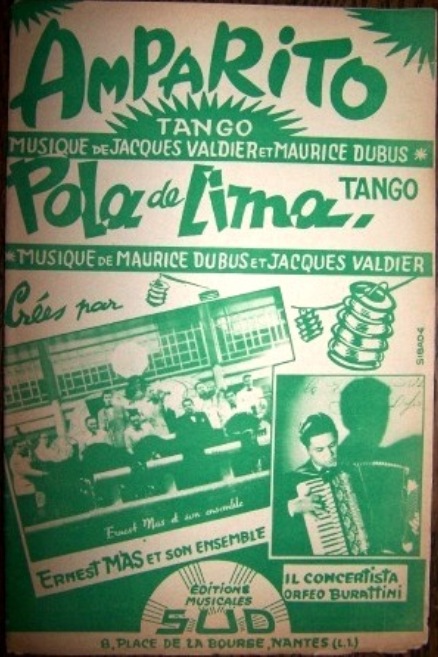 AMPARITO
TANGO
MUSIQUE DE JACQUES VALDIER ET MAURICE DUBUS *
Pola de Lima,
TANGO
*MUSIQUE DE MAURICE DUBUS ET JACQUES VALDIER
Crées par
SIBADE
Ernest Mas et son ensemble
ERNEST MAS ET SON ENSEMBLE
IL CONCERTISTA
ORFEO BURATTINI
EDITIONS
MUSICALES
SUD
8, PLACE DE LA BOURSE, NANTES (L.I.)